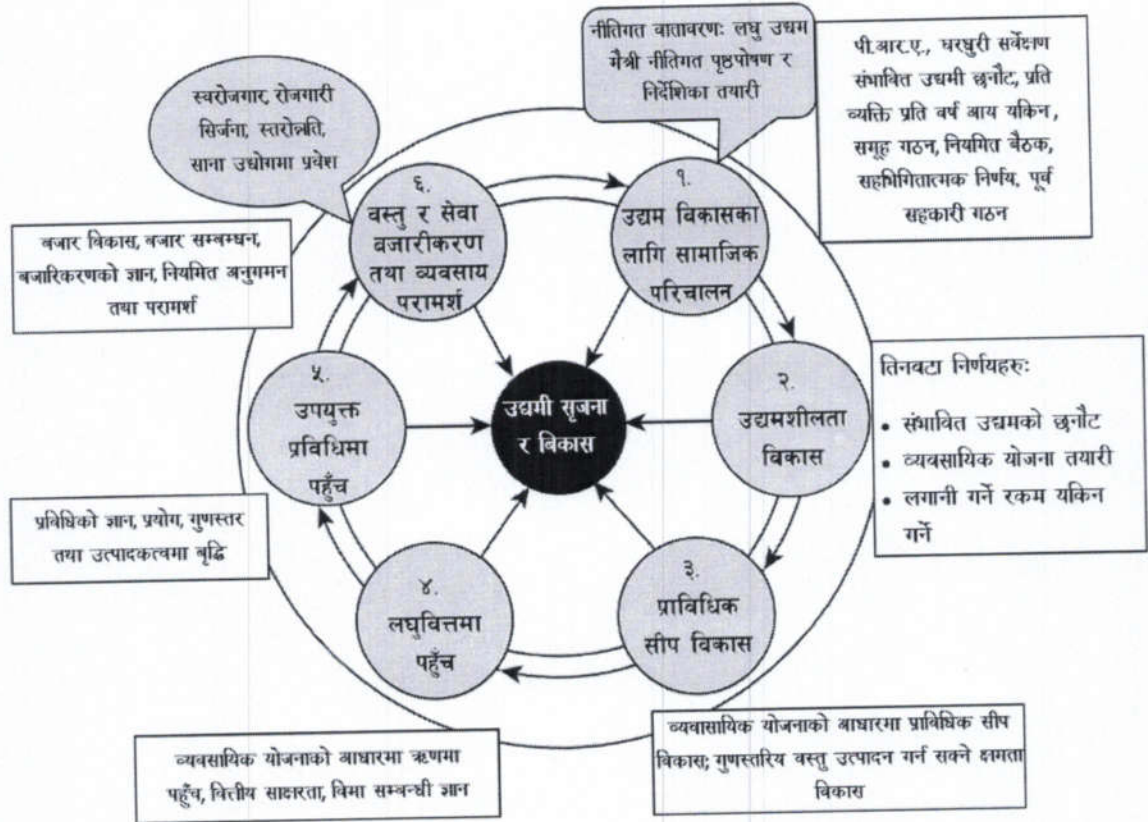 नीतिगत वातावरण: लघु उद्यम
मैत्री नीतिगत पृष्ठपोषण र
निर्देशिका तयारी
पी.आर.ए., घरधुरी सर्वेक्षण
संभावित उद्यमी छनौट, प्रति
व्यक्ति प्रति वर्ष आय यकिन,
समूह गठन, नियमित बैठक,
सहभिगितात्मक निर्णय, पूर्व
सहकारी गठन
स्वरोजगार, रोजगारी
सिर्जना, स्तरोन्नति,
साना उद्योगमा प्रवेश
६.
वस्तु र सेवा
वजारीकरण
तथा व्यवसाय
परामर्श
१.
उद्यम विकासका
लागि सामाजिक
परिचालन
बजार विकास, बजार सम्बम्धन,
बजारिकरणको ज्ञान, नियमित अनुगमन
तथा परामर्श
५.
उपयुक्त
प्रविधिमा
पहुँच
उद्यमी सृजना
र बिकास
२.
उद्यमशीलता
विकास
तिनवटा निर्णयहरु:
• संभावित उद्यमको छनौट
• व्यवसायिक योजना तयारी
• लगानी गर्ने रकम यकिन
गर्ने
प्रविधिको ज्ञान, प्रयोग, गुणस्तर
तथा उत्पादकत्वमा बृद्धि
४.
लघुवित्तमा
पहुँच
३.
प्राविधिक
सीप विकास
व्यवसायिक योजनाको आधारमा ऋणमा
पहुँच, वित्तीय साक्षरता, विमा सम्बन्धी ज्ञान
व्यवासायिक योजनाको आधारमा प्राविधिक सीप
विकास; गुणस्तरिय वस्तु उत्पादन गर्न सक्ने क्षमता
विकास